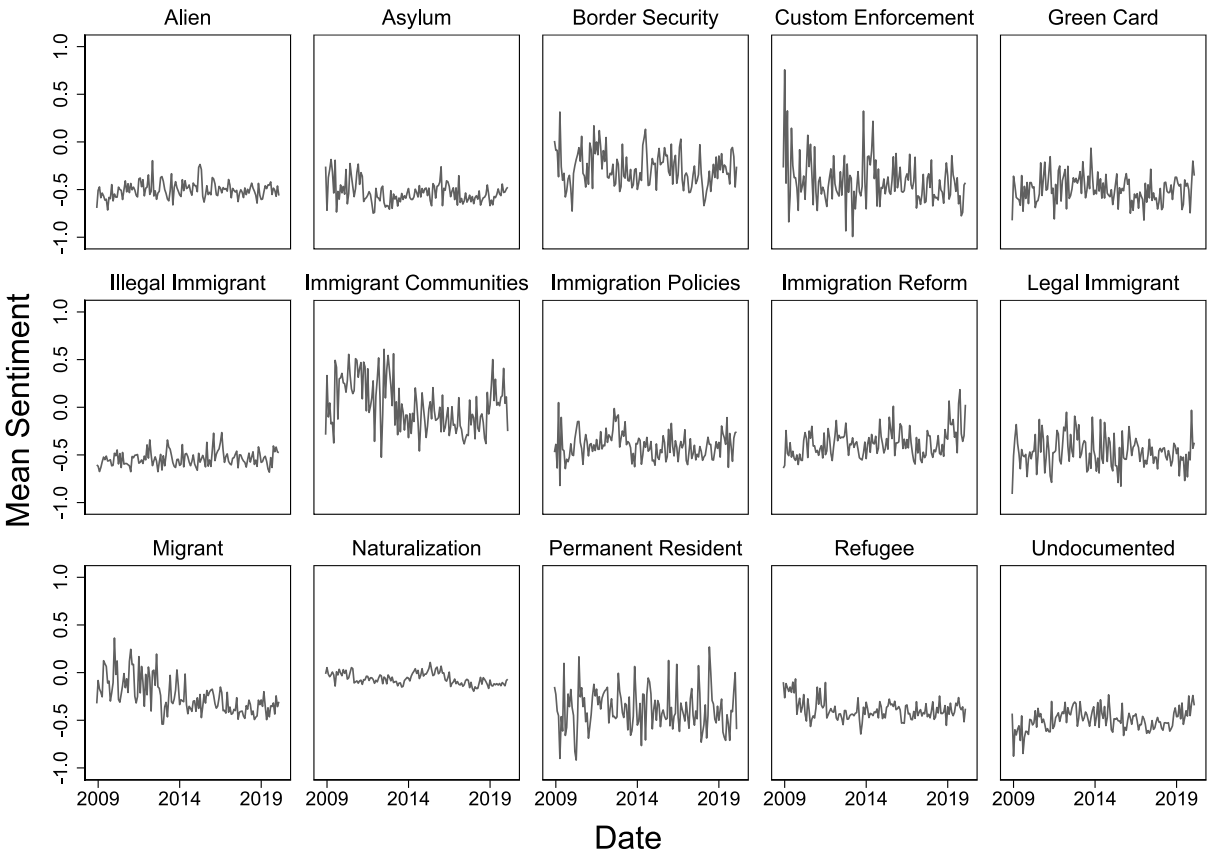 Alien Asylum Border Security Custom Enforcement Green Card
1.0
0.5
0.0
-0.5
-1.0
Illegal Immigrant Immigrant Communities Immigration Policies Immigration Reform Legal Immigrant
1.0
0.5
0.0
-0.5
-1.0
Mean Sentiment
Migrant Naturalization Permanent Resident Refugee Undocumented
1.0
0.5
0.0
-0.5
-1.0
2009 2014 2019 2009 2014 2019 2009 2014 2019 2009 2014 2019 2009 2014 2019
Date